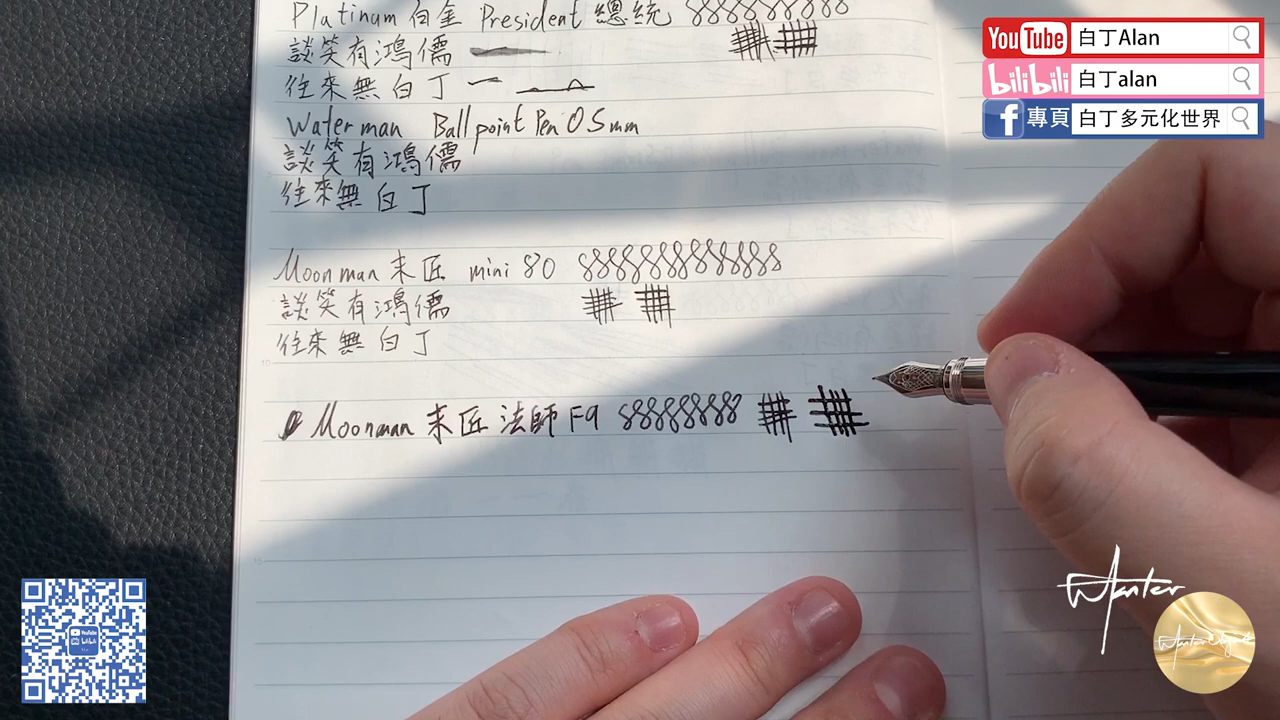 Platinum 白金 President 總統
談笑有鴻儒
往來無白丁
Waterman Ballpoint Pen 0.5mm
談笑有鴻儒
往來無白丁
Moonman 末匠 mini 80
談笑有鴻儒
往來無白丁
Moonman 末匠 法師 F9
YouTube 白丁Alan
bilibili 白丁alan
f 專頁 白丁多元化世界